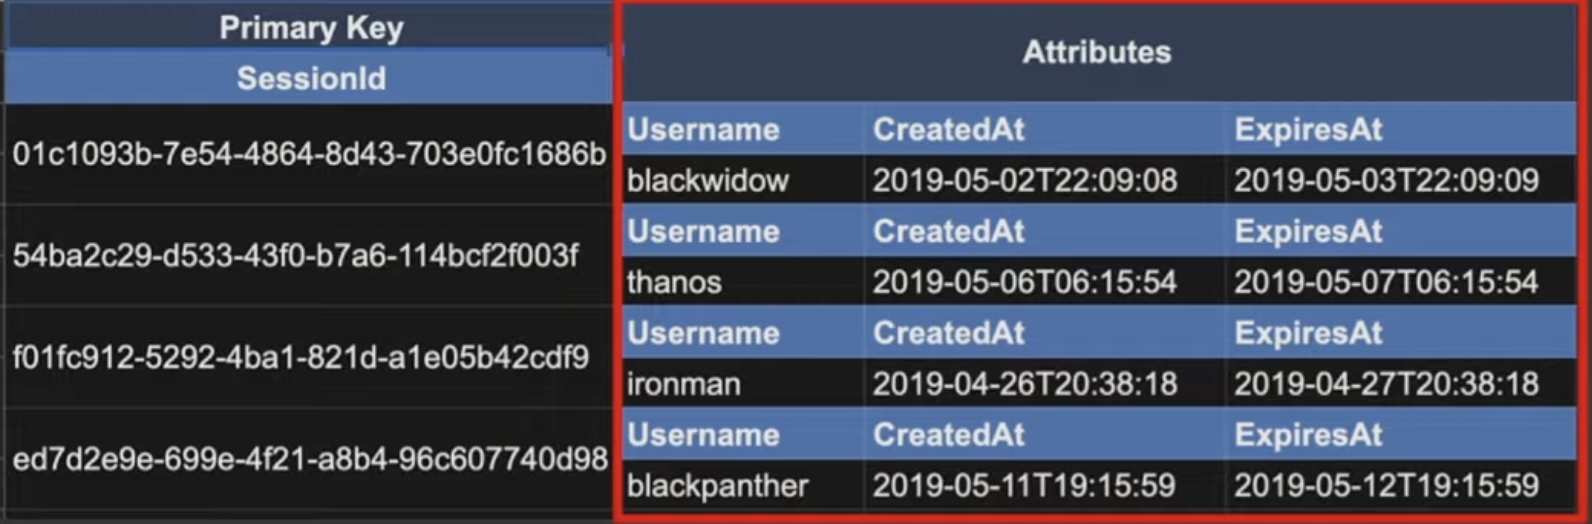 Primary Key
Attributes
SessionId
Username CreatedAt ExpiresAt
01c1093b-7e54-4864-8d43-703e0fc1686b
blackwidow 2019-05-02T22:09:08 2019-05-03T22:09:09
Username CreatedAt ExpiresAt
54ba2c29-d533-43f0-b7a6-114bcf2f003f
thanos 2019-05-06T06:15:54 2019-05-07T06:15:54
Username CreatedAt ExpiresAt
f01fc912-5292-4ba1-821d-a1e05b42cdf9
ironman 2019-04-26T20:38:18 2019-04-27T20:38:18
Username CreatedAt ExpiresAt
ed7d2e9e-699e-4f21-a8b4-96c607740d98
blackpanther 2019-05-11T19:15:59 2019-05-12T19:15:59